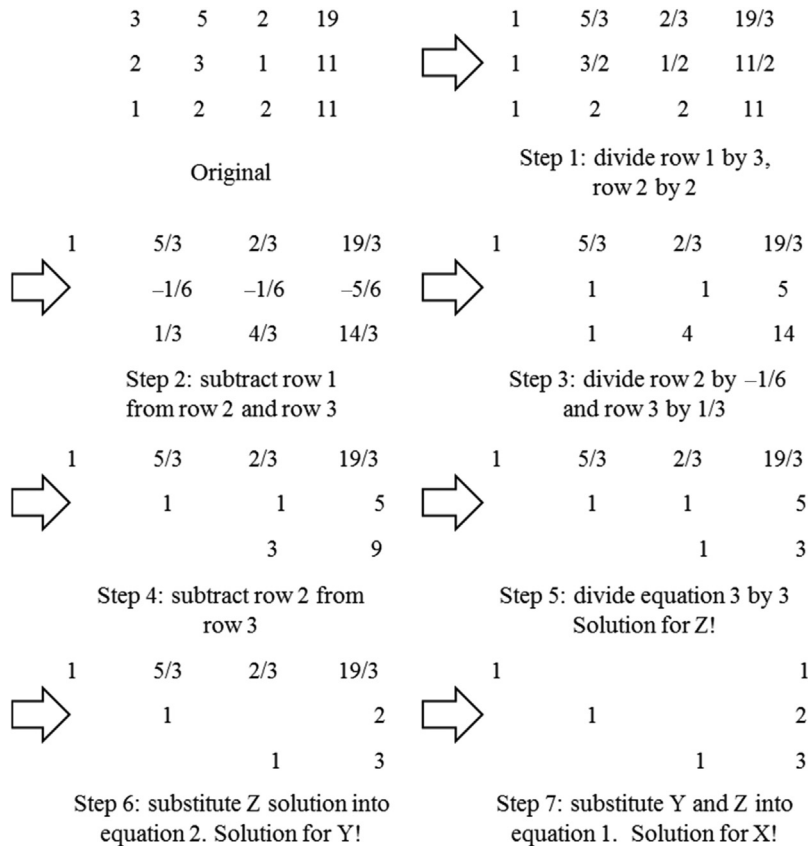 3 5 2 19
2 3 1 11
1 2 2 11
Original
1 5/3 2/3 19/3
1 3/2 1/2 11/2
1 2 2 11
Step 1: divide row 1 by 3,
row 2 by 2
1 5/3 2/3 19/3
–1/6 –1/6 –5/6
1/3 4/3 14/3
Step 2: subtract row 1
from row 2 and row 3
1 5/3 2/3 19/3
1 1 5
1 4 14
Step 3: divide row 2 by –1/6
and row 3 by 1/3
1 5/3 2/3 19/3
1 1 5
3 9
Step 4: subtract row 2 from
row 3
1 5/3 2/3 19/3
1 1 5
1 3
Step 5: divide equation 3 by 3
Solution for Z!
1 5/3 2/3 19/3
1 2
1 3
Step 6: substitute Z solution into
equation 2. Solution for Y!
1 1
1 2
1 3
Step 7: substitute Y and Z into
equation 1. Solution for X!